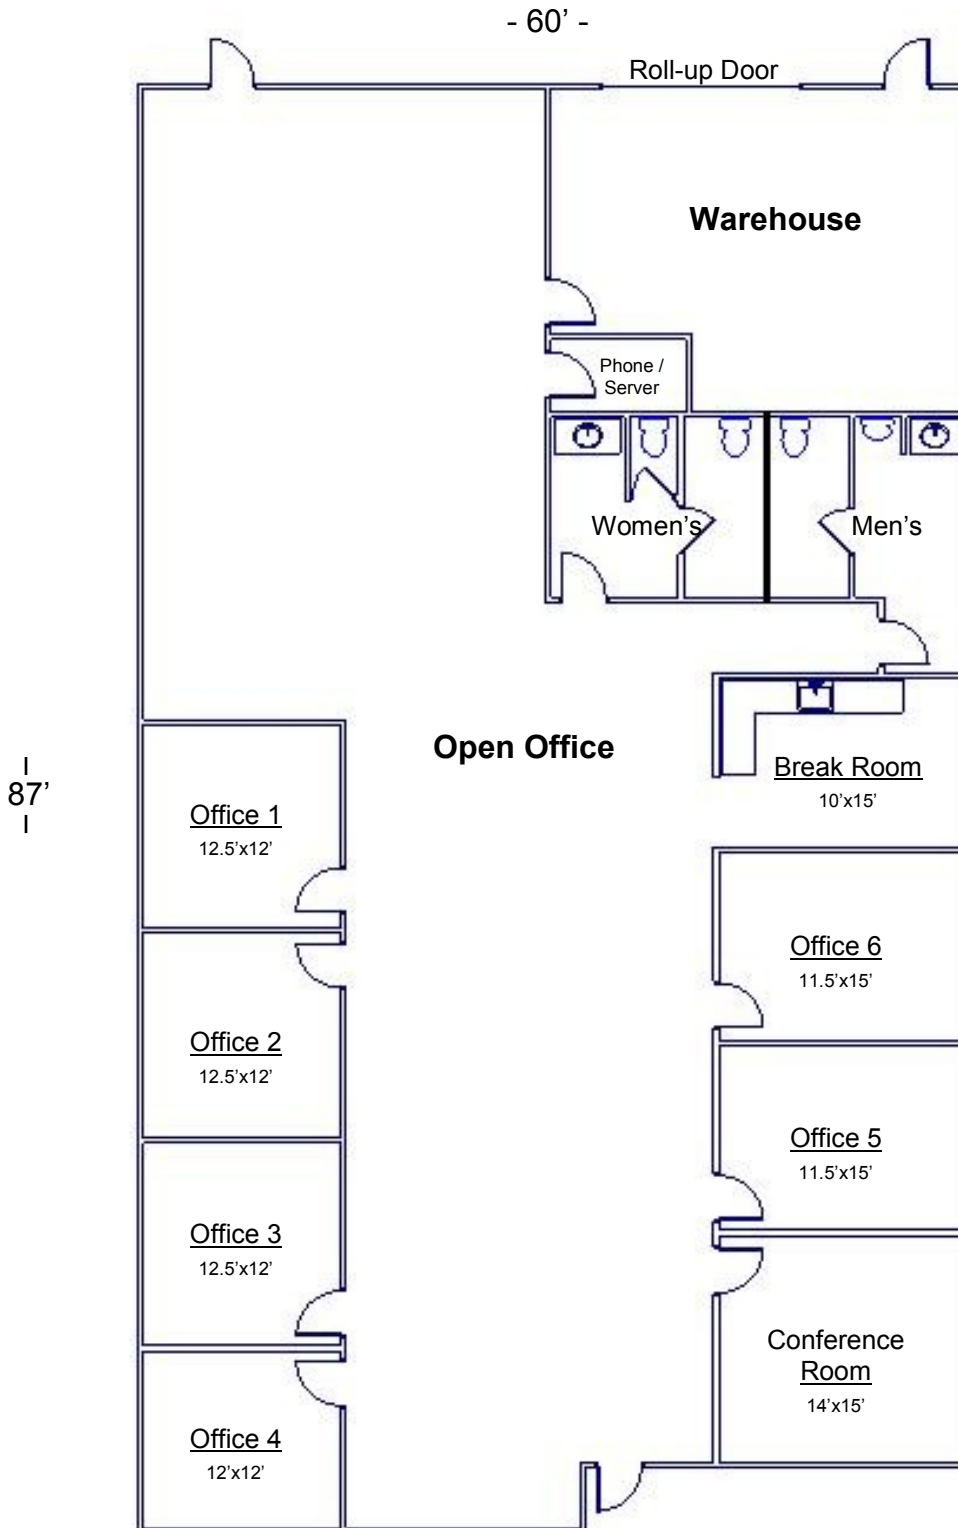 - 60’ -
Roll-up Door
Warehouse
Phone /
Server
Women’s
Men’s
Open Office
Break Room
10’x15’
I
87’
I
Office 1
12.5’x12’
Office 6
11.5’x15’
Office 2
12.5’x12’
Office 5
11.5’x15’
Office 3
12.5’x12’
Conference
Room
14’x15’
Office 4
12’x12’